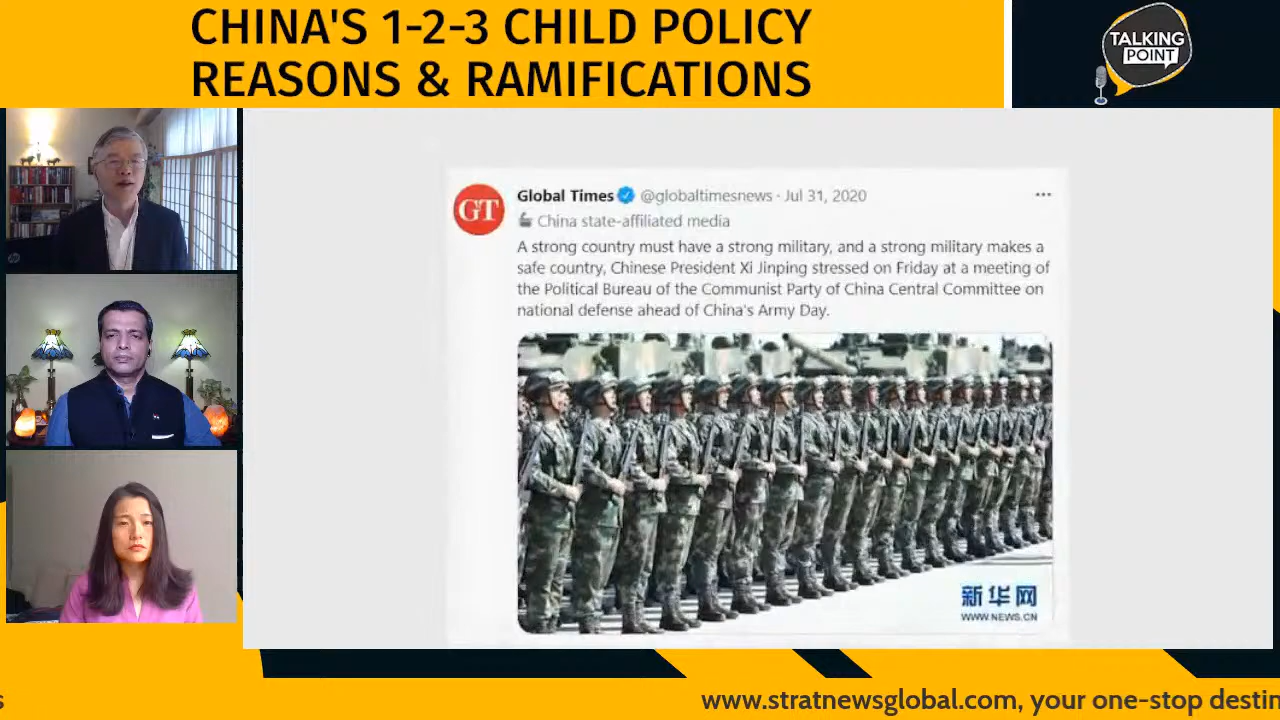 CHINA'S 1-2-3 CHILD POLICY
REASONS & RAMIFICATIONS
TALKING
POINT
GT
Global Times @globaltimesnews · Jul 31, 2020
China state-affiliated media
A strong country must have a strong military, and a strong military makes a
safe country, Chinese President Xi Jinping stressed on Friday at a meeting of
the Political Bureau of the Communist Party of China Central Committee on
national defense ahead of China's Army Day.
新华网
WWW.NEWS.CN
s
www.stratnewsglobal.com, your one-stop destin